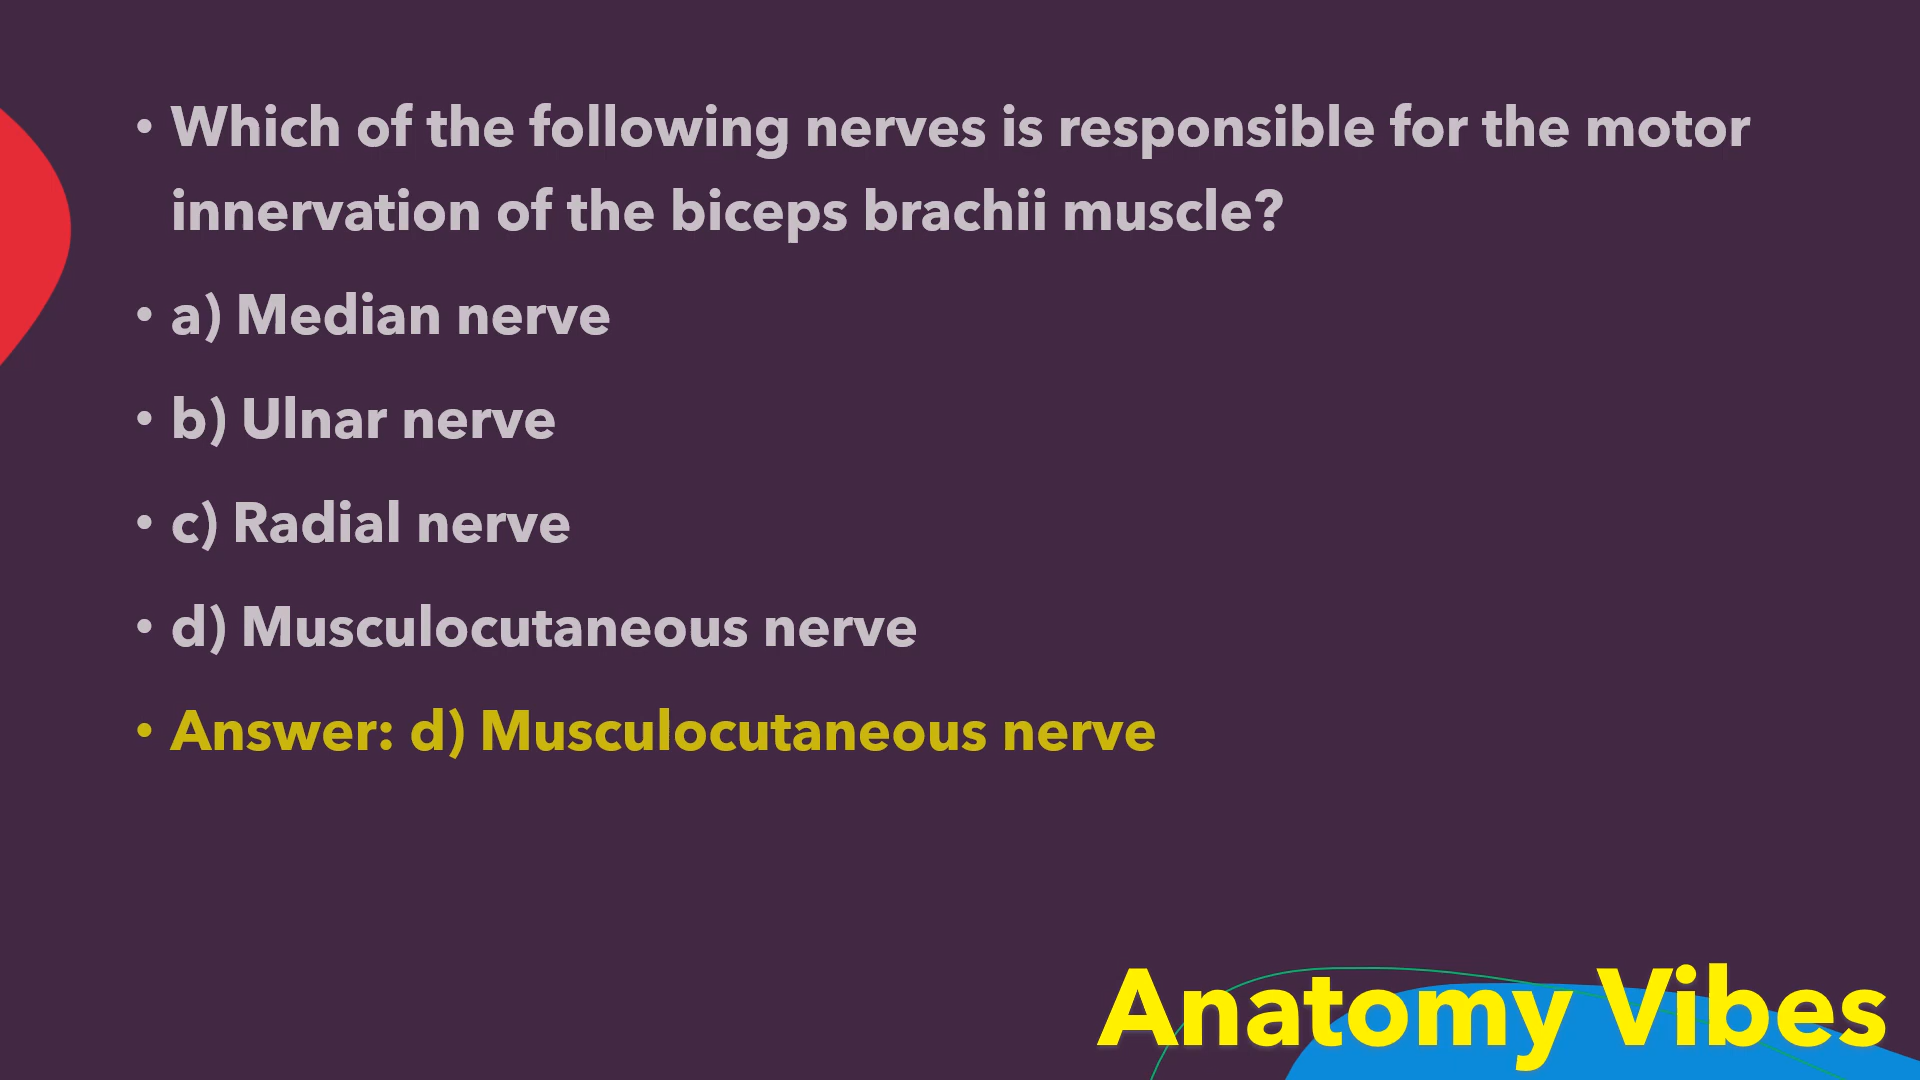 • Which of the following nerves is responsible for the motor
innervation of the biceps brachii muscle?
• a) Median nerve
• b) Ulnar nerve
• c) Radial nerve
• d) Musculocutaneous nerve
• Answer: d) Musculocutaneous nerve
Anatomy Vibes